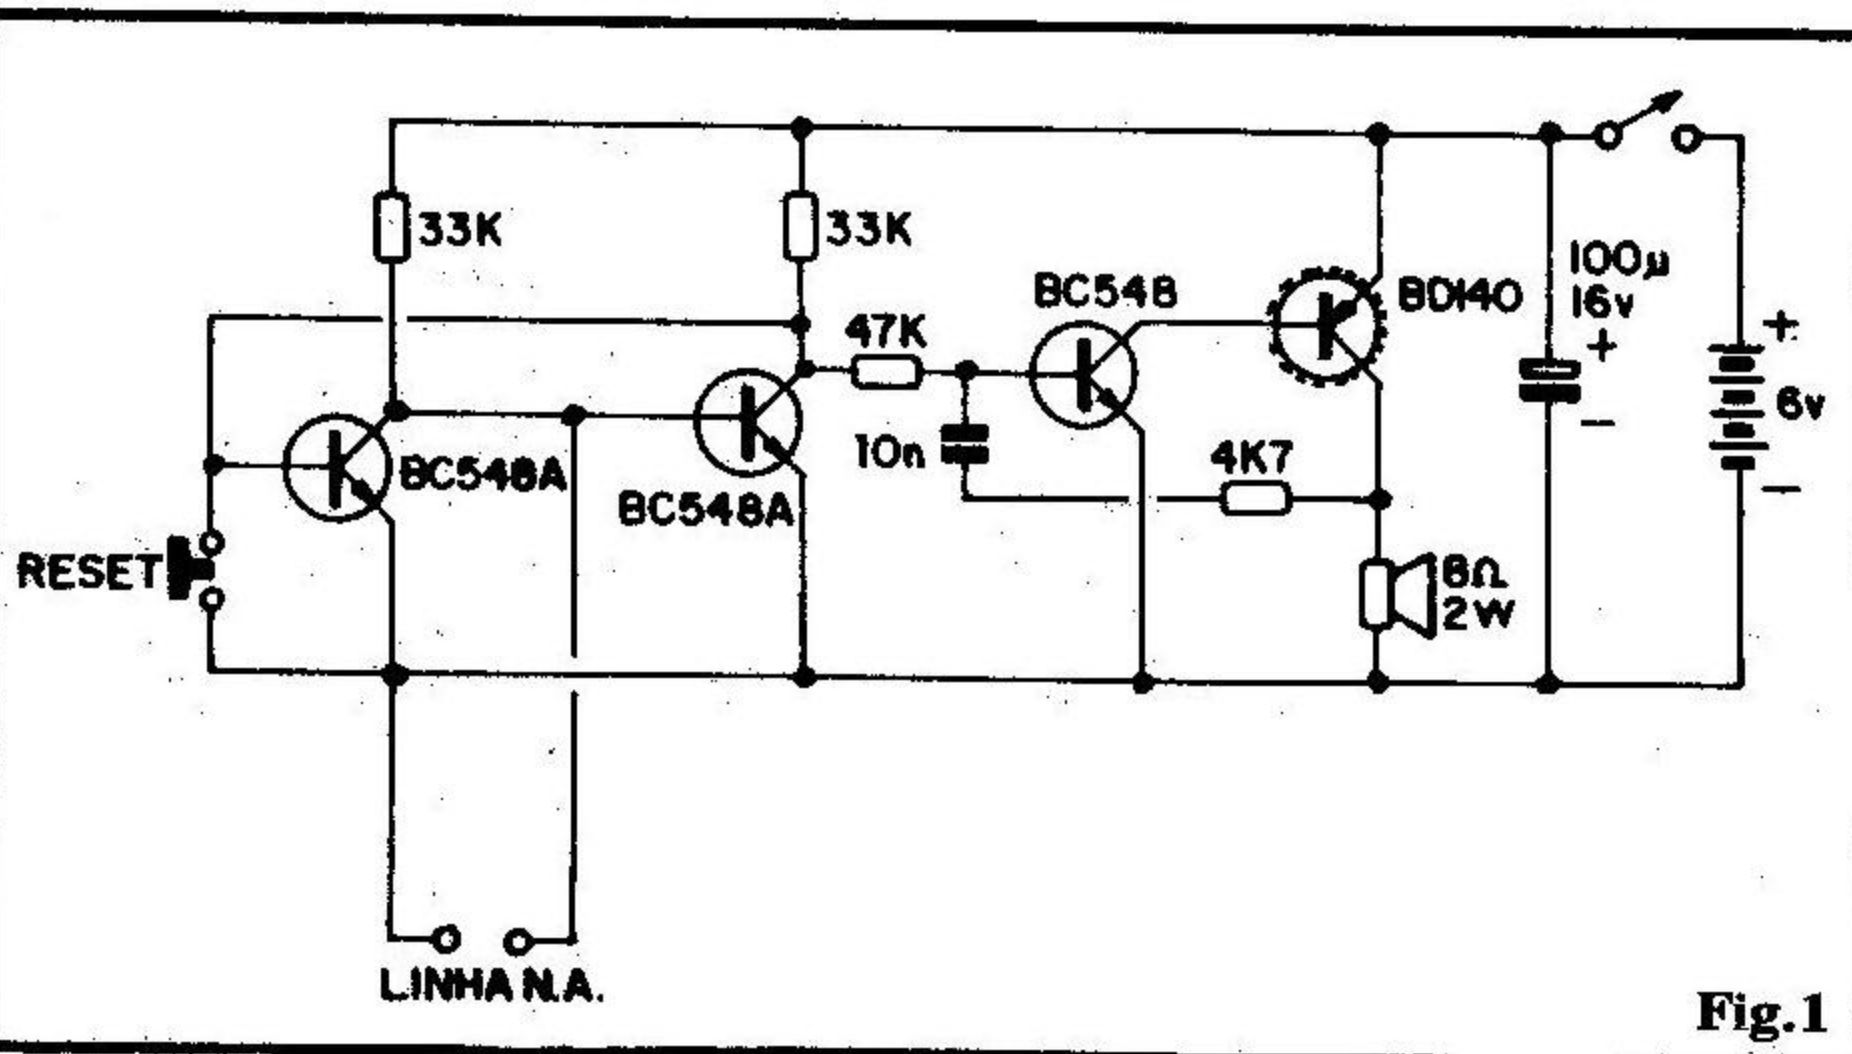 33K
33K
BC548
BD140
100µ
16v
+
+
47K
6v
-
BC548A
10n
4K7
BC548A
-
RESET
8Ω
2W
LINHA N.A.
Fig.1